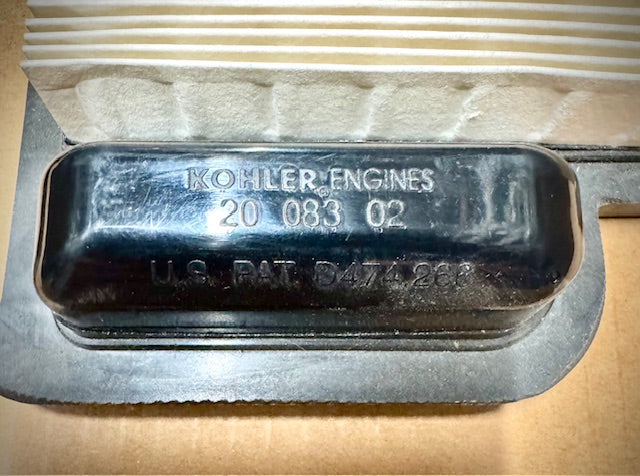 KOHLER® ENGINES
20 083 02
U.S. PAT. D474,268